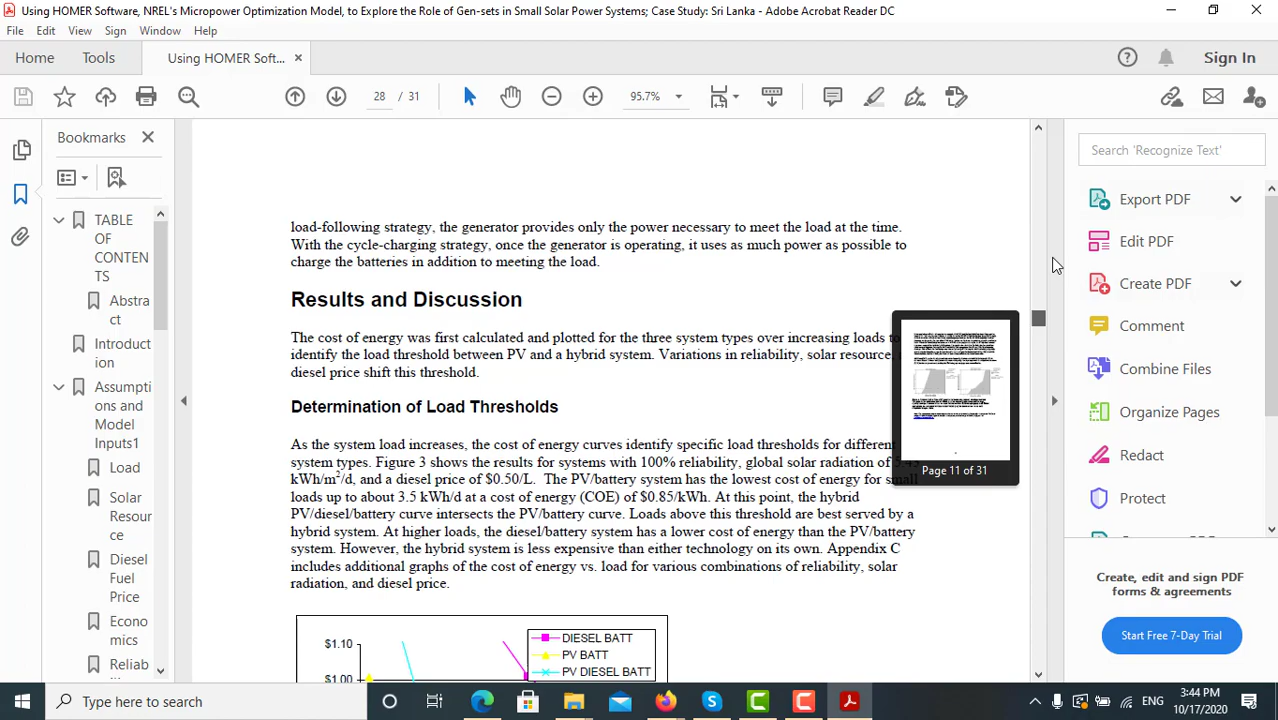 Using HOMER Software, NREL's Micropower Optimization Model, to Explore the Role of Gen-sets in Small Solar Power Systems; Case Study: Sri Lanka - Adobe Acrobat Reader DC
File Edit View Sign Window Help
Home Tools Using HOMER Soft... Sign In
28 / 31 95.7%
Bookmarks
TABLE
OF
CONTEN
TS
Abstra
ct
Introduct
ion
Assumpti
ons and
Model
Inputs1
Load
Solar
Resour
ce
Diesel
Fuel
Price
Econo
mics
Reliab
load-following strategy, the generator provides only the power necessary to meet the load at the time.
With the cycle-charging strategy, once the generator is operating, it uses as much power as possible to
charge the batteries in addition to meeting the load.
Results and Discussion
The cost of energy was first calculated and plotted for the three system types over increasing loads to
identify the load threshold between PV and a hybrid system. Variations in reliability, solar resource,
diesel price shift this threshold.
Determination of Load Thresholds
As the system load increases, the cost of energy curves identify specific load thresholds for different
system types. Figure 3 shows the results for systems with 100% reliability, global solar radiation of 5.43
kWh/m²/d, and a diesel price of $0.50/L. The PV/battery system has the lowest cost of energy for small
loads up to about 3.5 kWh/d at a cost of energy (COE) of $0.85/kWh. At this point, the hybrid
PV/diesel/battery curve intersects the PV/battery curve. Loads above this threshold are best served by a
hybrid system. At higher loads, the diesel/battery system has a lower cost of energy than the PV/battery
system. However, the hybrid system is less expensive than either technology on its own. Appendix C
includes additional graphs of the cost of energy vs. load for various combinations of reliability, solar
radiation, and diesel price.
$1.10
$1.00
DIESEL BATT
PV BATT
PV DIESEL BATT
Page 11 of 31
Search 'Recognize Text'
Export PDF
Edit PDF
Create PDF
Comment
Combine Files
Organize Pages
Redact
Protect
Create, edit and sign PDF
forms & agreements
Start Free 7-Day Trial
Type here to search
ENG
3:44 PM
10/17/2020